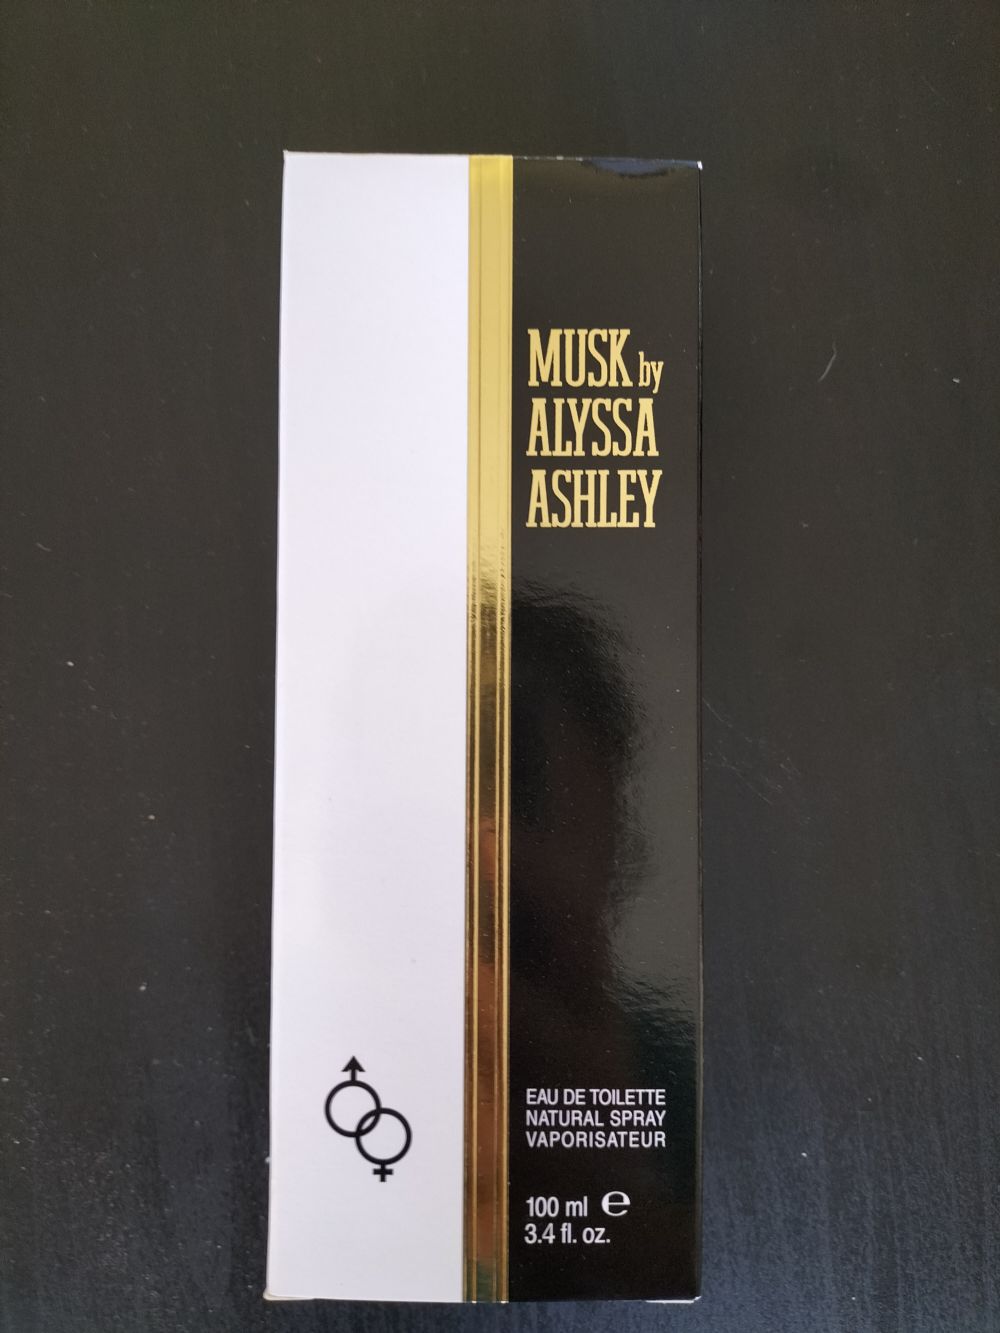 MUSK by
ALYSSA
ASHLEY
EAU DE TOILETTE
NATURAL SPRAY
VAPORISATEUR
100 ml ℮
3.4 fl. oz.